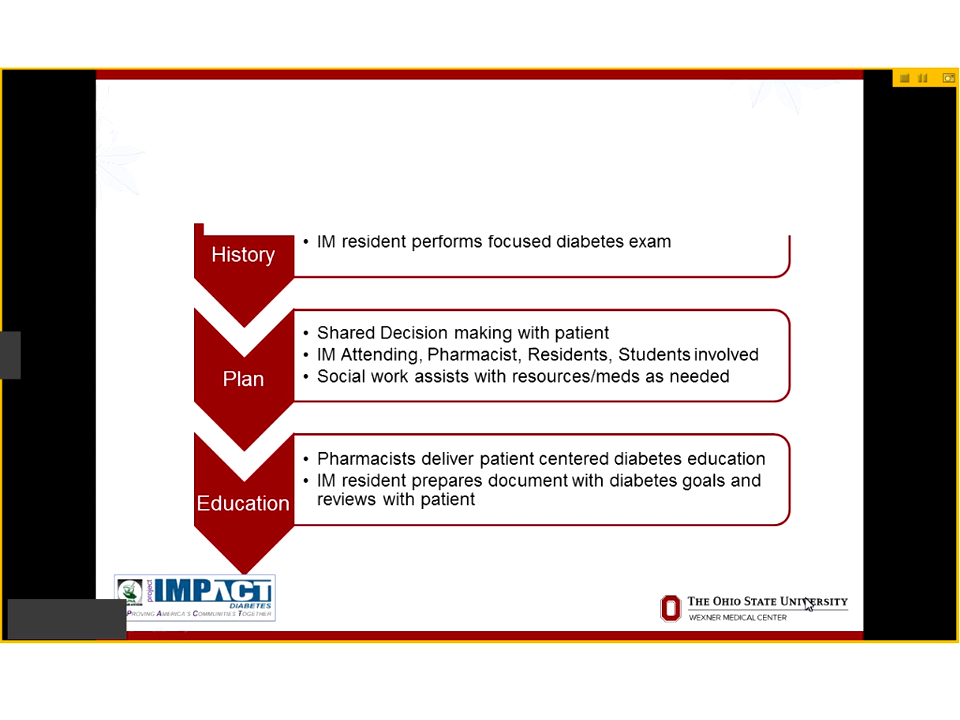 History
• IM resident performs focused diabetes exam
Plan
• Shared Decision making with patient
• IM Attending, Pharmacist, Residents, Students involved
• Social work assists with resources/meds as needed
Education
• Pharmacists deliver patient centered diabetes education
• IM resident prepares document with diabetes goals and
reviews with patient
project
IMPACT
DIABETES
PROVING AMERICA'S COMMUNITIES TOGETHER
THE OHIO STATE UNIVERSITY
WEXNER MEDICAL CENTER